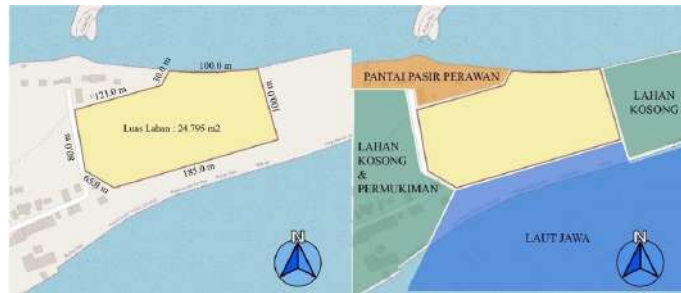 100.0 m
30.0 m
121.0 m
100.0 m
Luas Lahan : 24.795 m2
80.0 m
185.0 m
65.0 m
N
PANTAI PASIR PERAWAN
LAHAN
KOSONG
LAHAN
KOSONG
&
PERMUKIMAN
LAUT JAWA
N